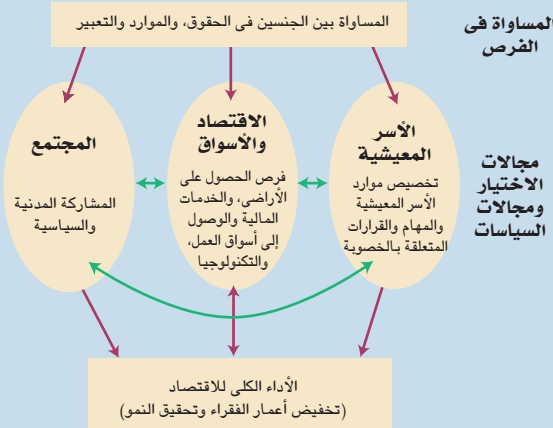 المساواة فى
الفرص
المساواة بين الجنسين فى الحقوق، والموارد والتعبير
مجالات
الاختيار
ومجالات
السياسات
الأسر
المعيشية
تخصيص موارد
الأسر المعيشية
والمهام والقرارات
المتعلقة بالخصوبة
الاقتصاد
والأسواق
فرص الحصول على
الأراضى، والخدمات
المالية والوصول
إلى أسواق العمل،
والتكنولوجيا
المجتمع
المشاركة المدنية
والسياسية
الأداء الكلى للاقتصاد
(تخفيض أعمار الفقراء وتحقيق النمو)